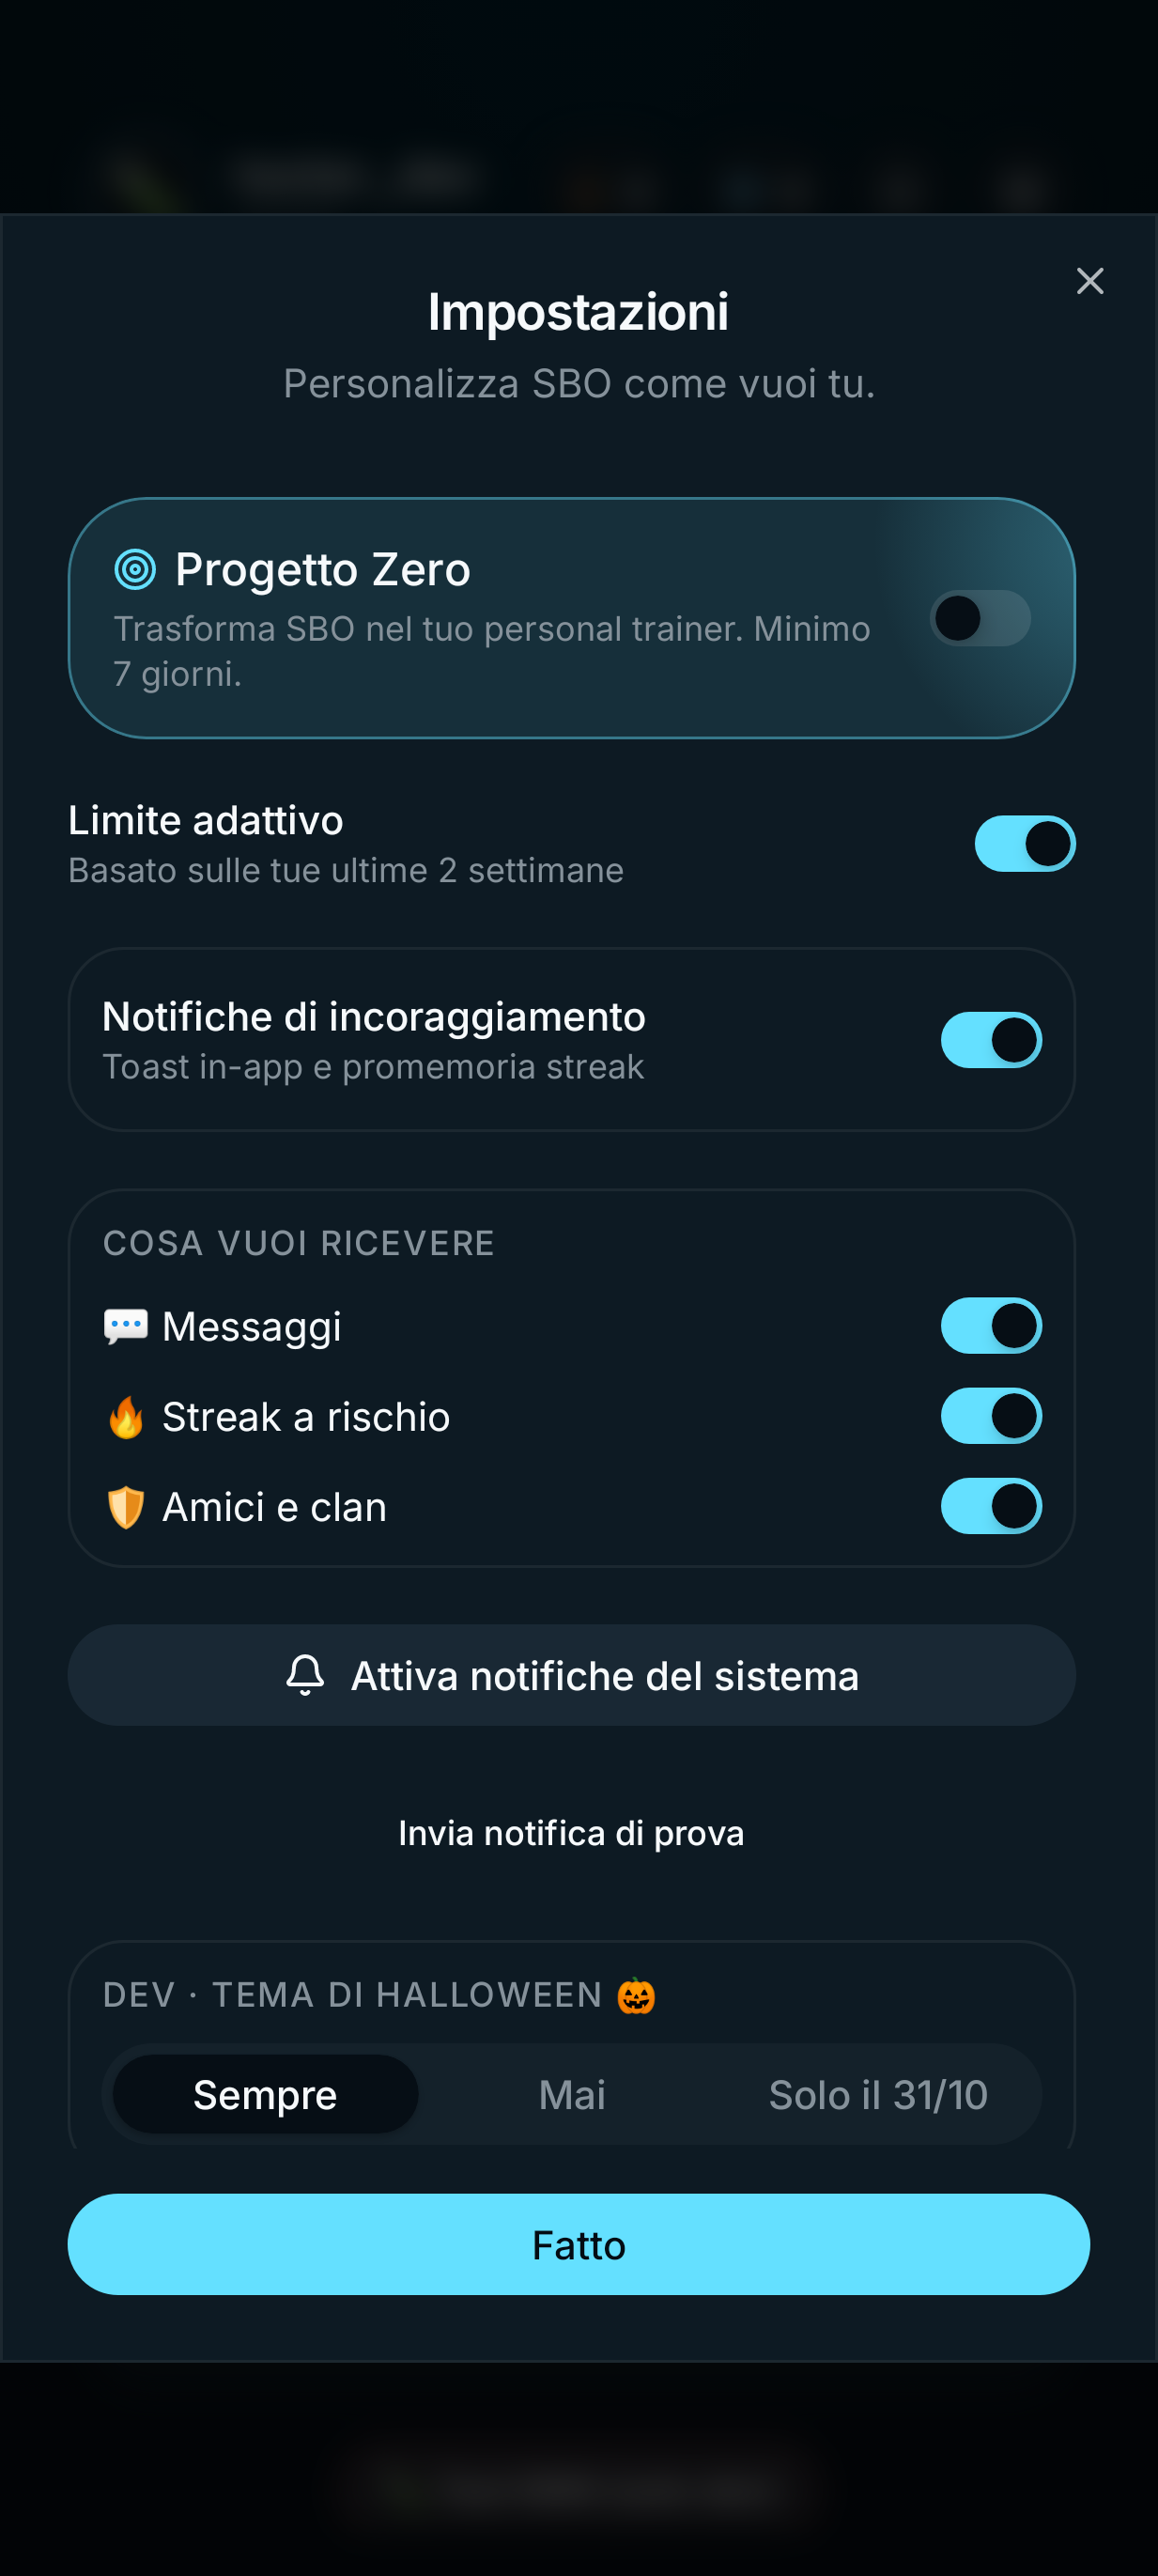 Impostazioni
Personalizza SBO come vuoi tu.
Progetto Zero
Trasforma SBO nel tuo personal trainer. Minimo
7 giorni.
Limite adattivo
Basato sulle tue ultime 2 settimane
Notifiche di incoraggiamento
Toast in-app e promemoria streak
COSA VUOI RICEVERE
💬 Messaggi
🔥 Streak a rischio
🛡️ Amici e clan
Attiva notifiche del sistema
Invia notifica di prova
DEV · TEMA DI HALLOWEEN 🎃
Sempre
Mai
Solo il 31/10
Fatto